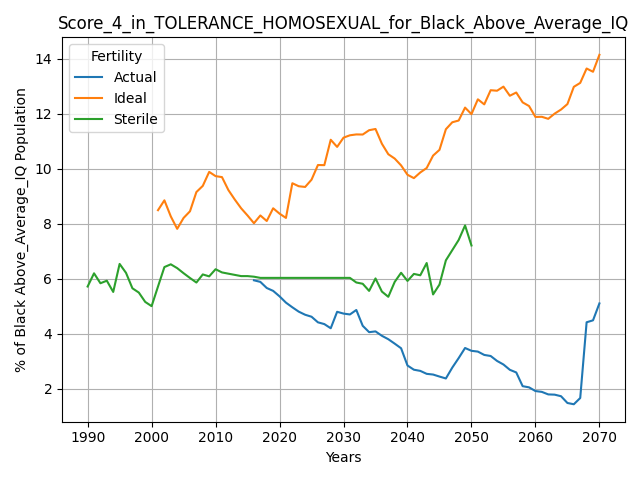 Score_4_in_TOLERANCE_HOMOSEXUAL_for_Black_Above_Average_IQ
Fertility
Actual
Ideal
Sterile
% of Black Above_Average_IQ Population
14
12
10
8
6
4
2
1990 2000 2010 2020 2030 2040 2050 2060 2070
Years